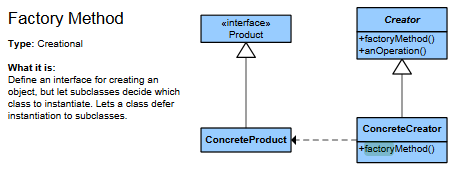 Factory Method
Type: Creational
What it is:
Define an interface for creating an
object, but let subclasses decide which
class to instantiate. Lets a class defer
instantiation to subclasses.
«interface»
Product
Creator
+factoryMethod()
+anOperation()
ConcreteProduct
ConcreteCreator
+factoryMethod()